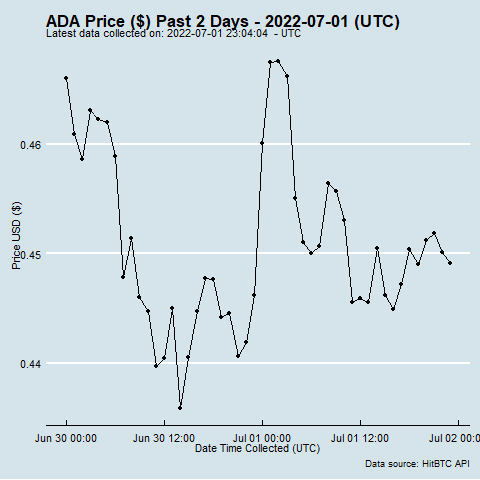 ADA Price ($) Past 2 Days - 2022-07-01 (UTC)
Latest data collected on: 2022-07-01 23:04:04  - UTC
0.46
0.45
0.44
Price USD ($)
Jun 30 00:00
Jun 30 12:00
Jul 01 00:00
Jul 01 12:00
Jul 02 00:00
Date Time Collected (UTC)
Data source: HitBTC API